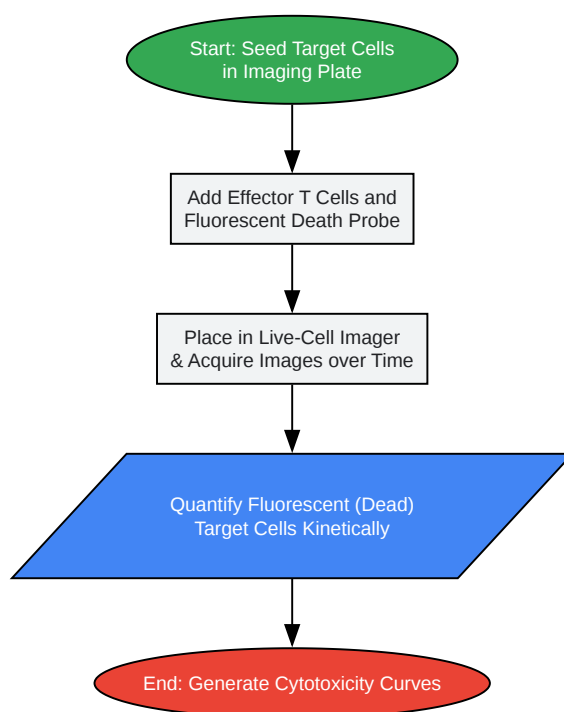 Start: Seed Target Cells
in Imaging Plate
Add Effector T Cells and
Fluorescent Death Probe
Place in Live-Cell Imager
& Acquire Images over Time
Quantify Fluorescent (Dead)
Target Cells Kinetically
End: Generate Cytotoxicity Curves